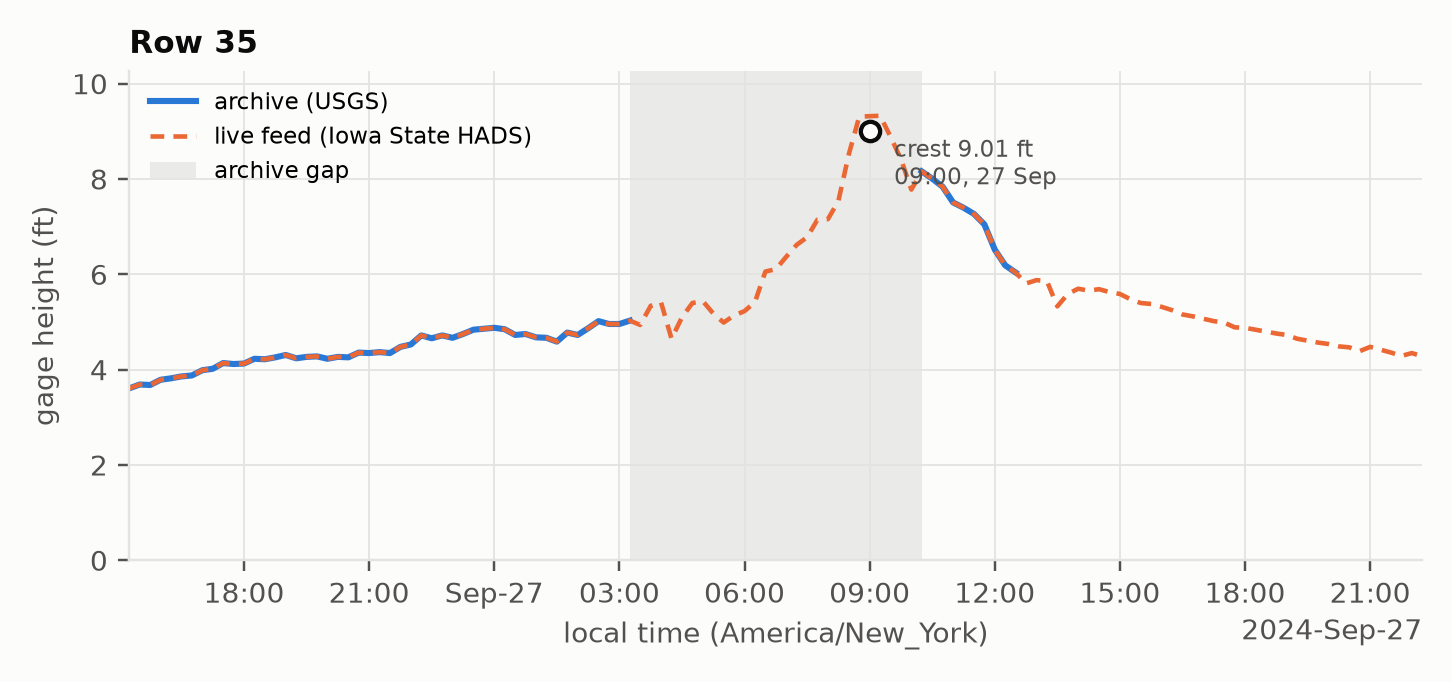 Row 35
archive (USGS)
live feed (Iowa State HADS)
archive gap
crest 9.01 ft
09:00, 27 Sep
gage height (ft)
10
8
6
4
2
0
18:00 21:00 Sep-27 03:00 06:00 09:00 12:00 15:00 18:00 21:00
local time (America/New_York)
2024-Sep-27